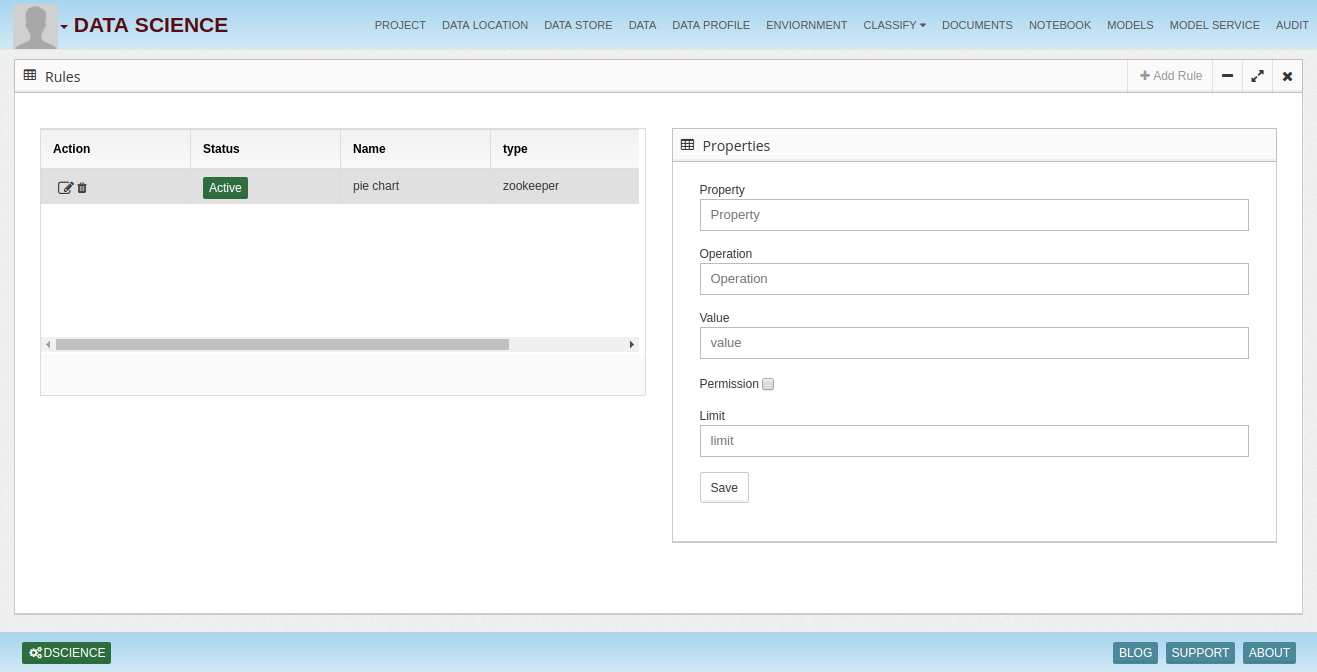 DATA SCIENCE
PROJECT DATA LOCATION DATA STORE DATA DATA PROFILE ENVIORNMENT CLASSIFY DOCUMENTS NOTEBOOK MODELS MODEL SERVICE AUDIT
Rules
Add Rule
Action Status Name type
Active pie chart zookeeper
Properties
Property
Property
Operation
Operation
Value
value
Permission
Limit
limit
Save
DSCIENCE
BLOG SUPPORT ABOUT